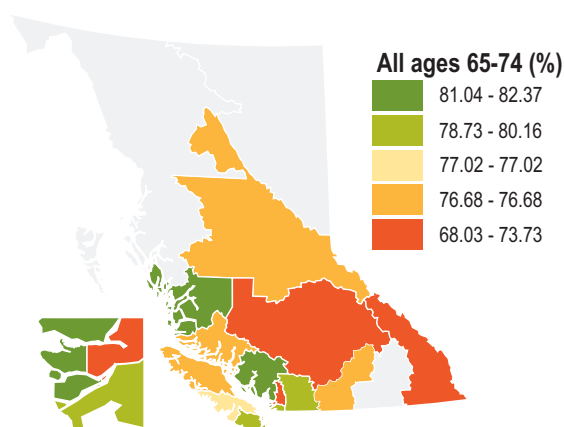 All ages 65-74 (%)
81.04 - 82.37
78.73 - 80.16
77.02 - 77.02
76.68 - 76.68
68.03 - 73.73